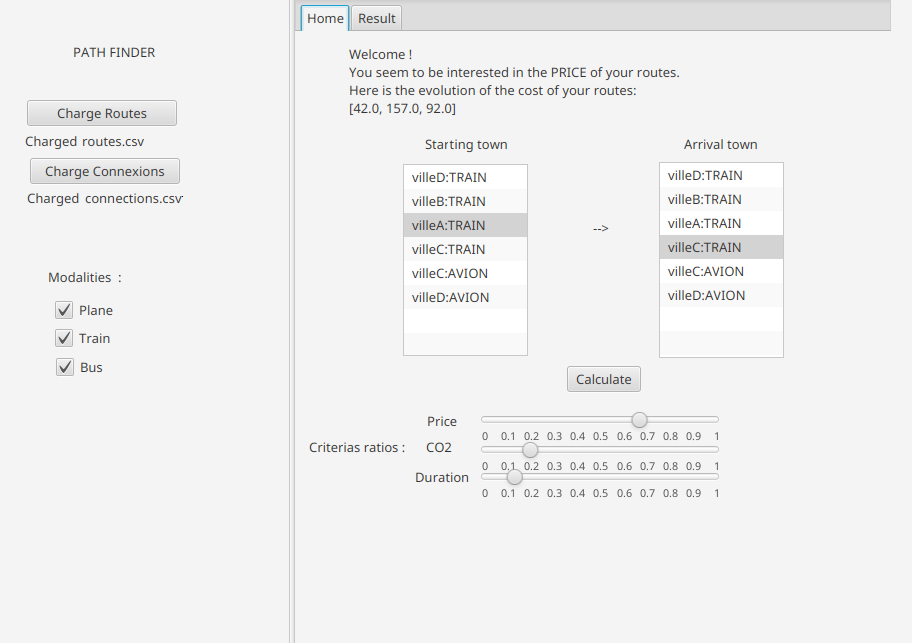 PATH FINDER
Charge Routes
Charged routes.csv
Charge Connexions
Charged connections.csv
Modalities :
Plane
Train
Bus
Home Result
Welcome !
You seem to be interested in the PRICE of your routes.
Here is the evolution of the cost of your routes:
[42.0, 157.0, 92.0]
Starting town
villeD:TRAIN
villeB:TRAIN
villeA:TRAIN
villeC:TRAIN
villeC:AVION
villeD:AVION
-->
Arrival town
villeD:TRAIN
villeB:TRAIN
villeA:TRAIN
villeC:TRAIN
villeC:AVION
villeD:AVION
Calculate
Criterias ratios :
Price
0 0.1 0.2 0.3 0.4 0.5 0.6 0.7 0.8 0.9 1
CO2
0 0.1 0.2 0.3 0.4 0.5 0.6 0.7 0.8 0.9 1
Duration
0 0.1 0.2 0.3 0.4 0.5 0.6 0.7 0.8 0.9 1